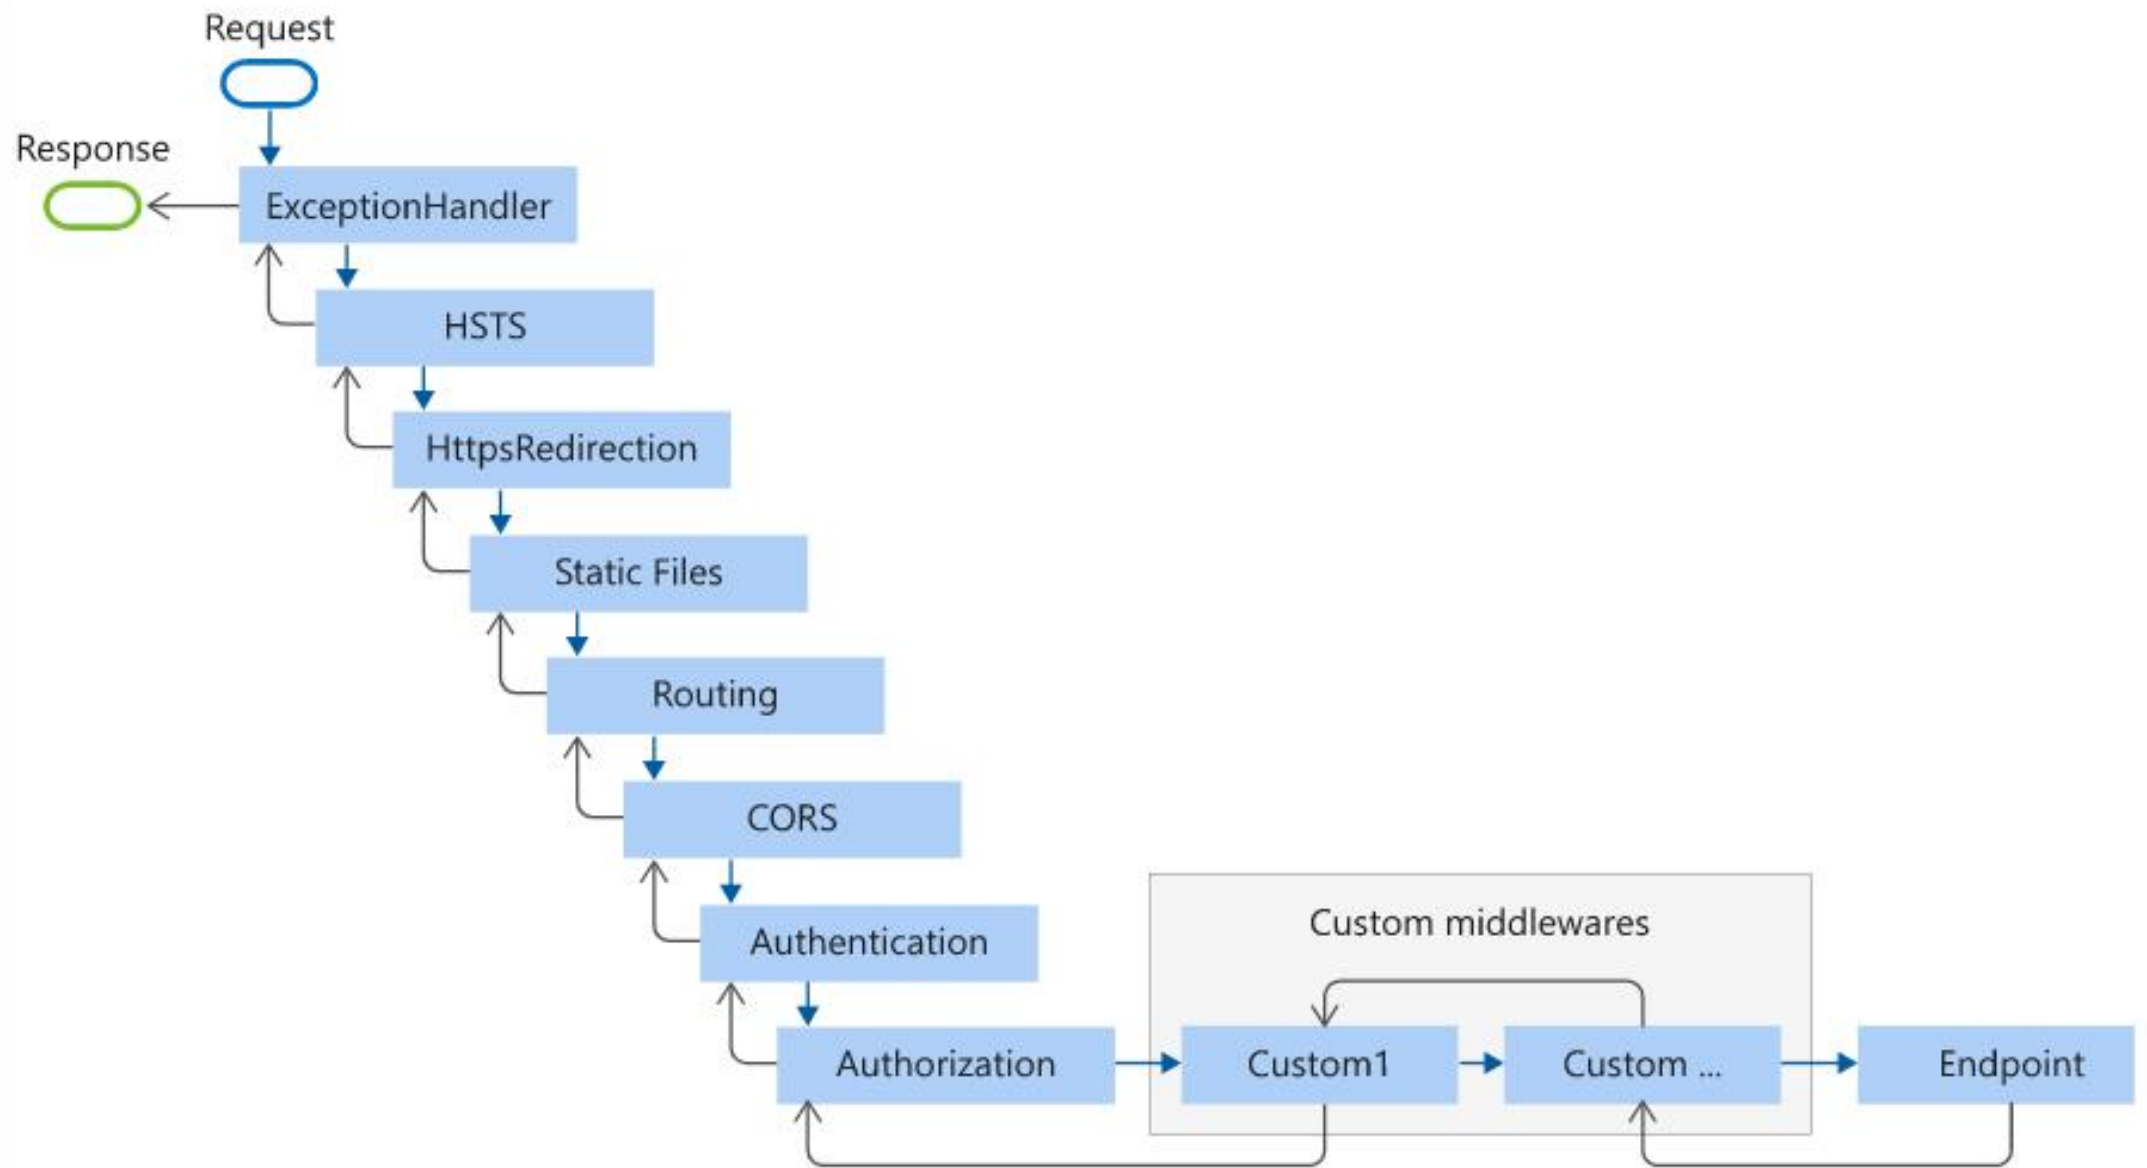 Request
Response
ExceptionHandler
HSTS
HttpsRedirection
Static Files
Routing
CORS
Authentication
Custom middlewares
Authorization
Custom1
Custom ...
Endpoint